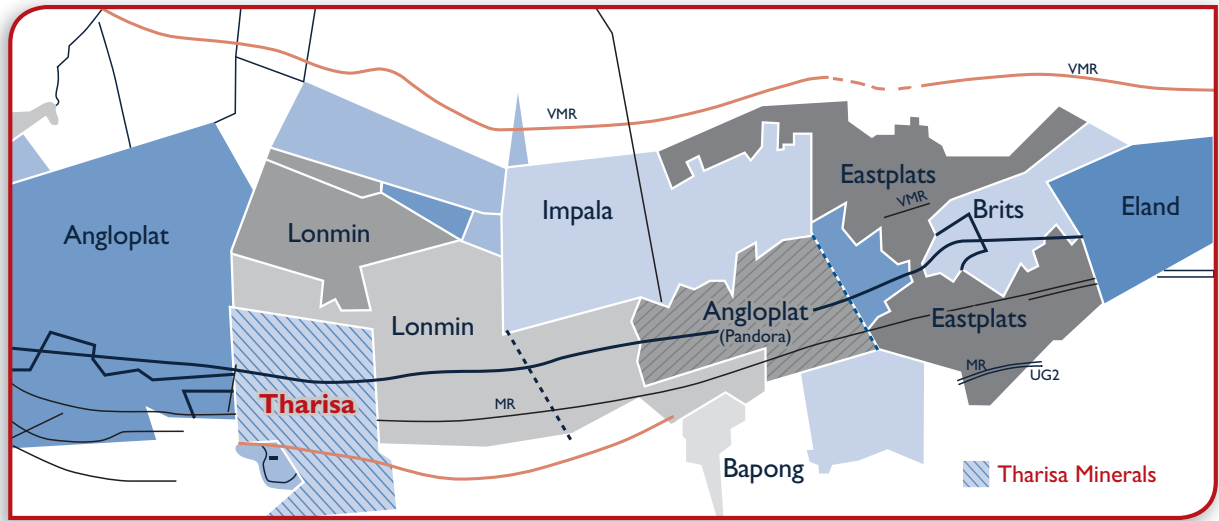 VMR
VMR
Eastplats
VMR
Brits
Eland
Impala
Angloplat
Lonmin
Lonmin
Angloplat
(Pandora)
Eastplats
MR
UG2
Tharisa
MR
Bapong
Tharisa Minerals